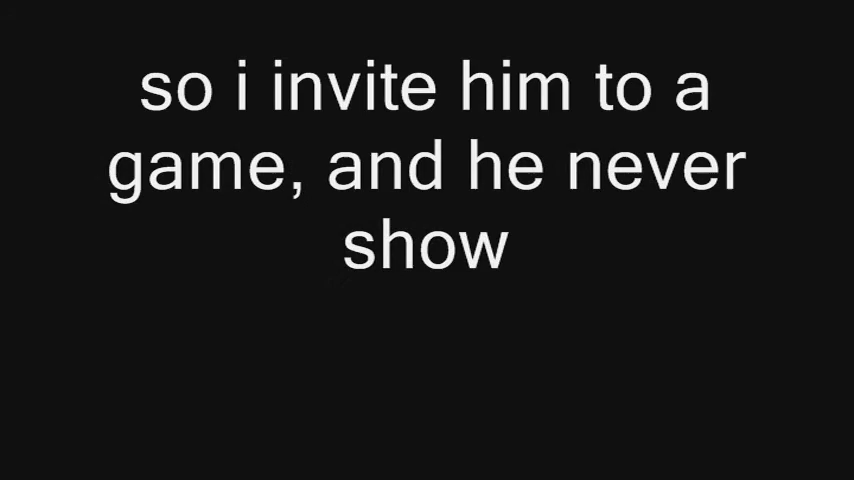 so i invite him to a
game, and he never
show